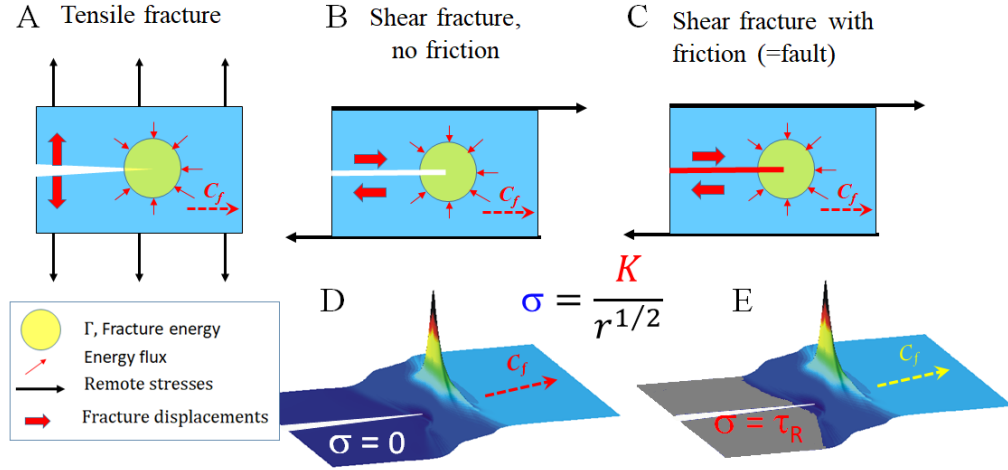 A Tensile fracture
B Shear fracture,
no friction
C Shear fracture with
friction (=fault)
C_f
C_f
C_f
Γ, Fracture energy
Energy flux
Remote stresses
Fracture displacements
D
σ = K / r^{1/2}
E
C_f
C_f
σ = 0
σ = τ_R